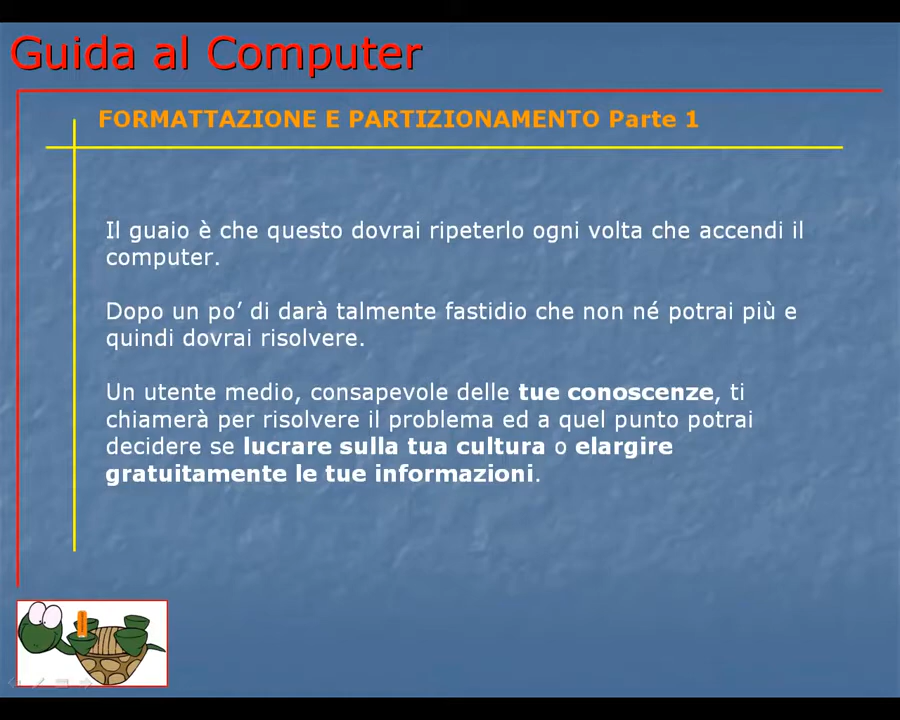 Guida al Computer
FORMATTAZIONE E PARTIZIONAMENTO Parte 1
Il guaio è che questo dovrai ripeterlo ogni volta che accendi il
computer.
Dopo un po’ di darà talmente fastidio che non né potrai più e
quindi dovrai risolvere.
Un utente medio, consapevole delle tue conoscenze, ti
chiamerà per risolvere il problema ed a quel punto potrai
decidere se lucrare sulla tua cultura o elargire
gratuitamente le tue informazioni.